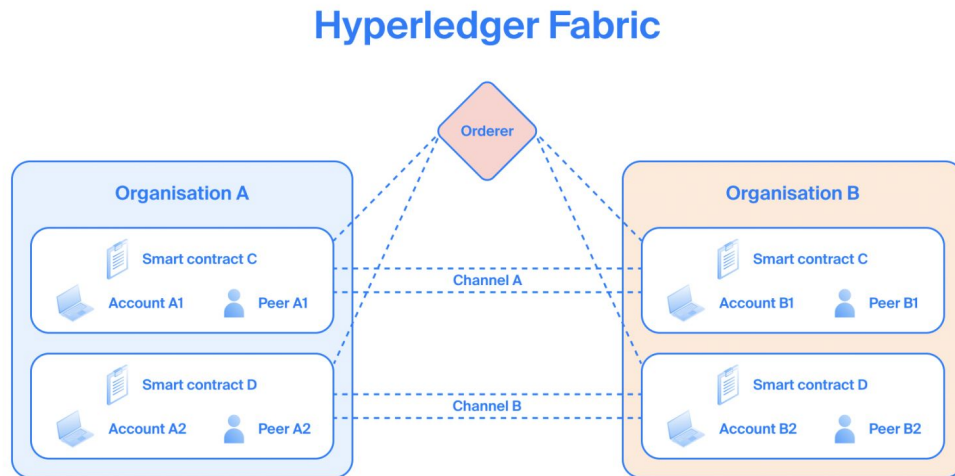 Hyperledger Fabric
Orderer
Organisation A
Smart contract C
Account A1
Peer A1
Smart contract D
Account A2
Peer A2
Channel A
Channel B
Organisation B
Smart contract C
Account B1
Peer B1
Smart contract D
Account B2
Peer B2